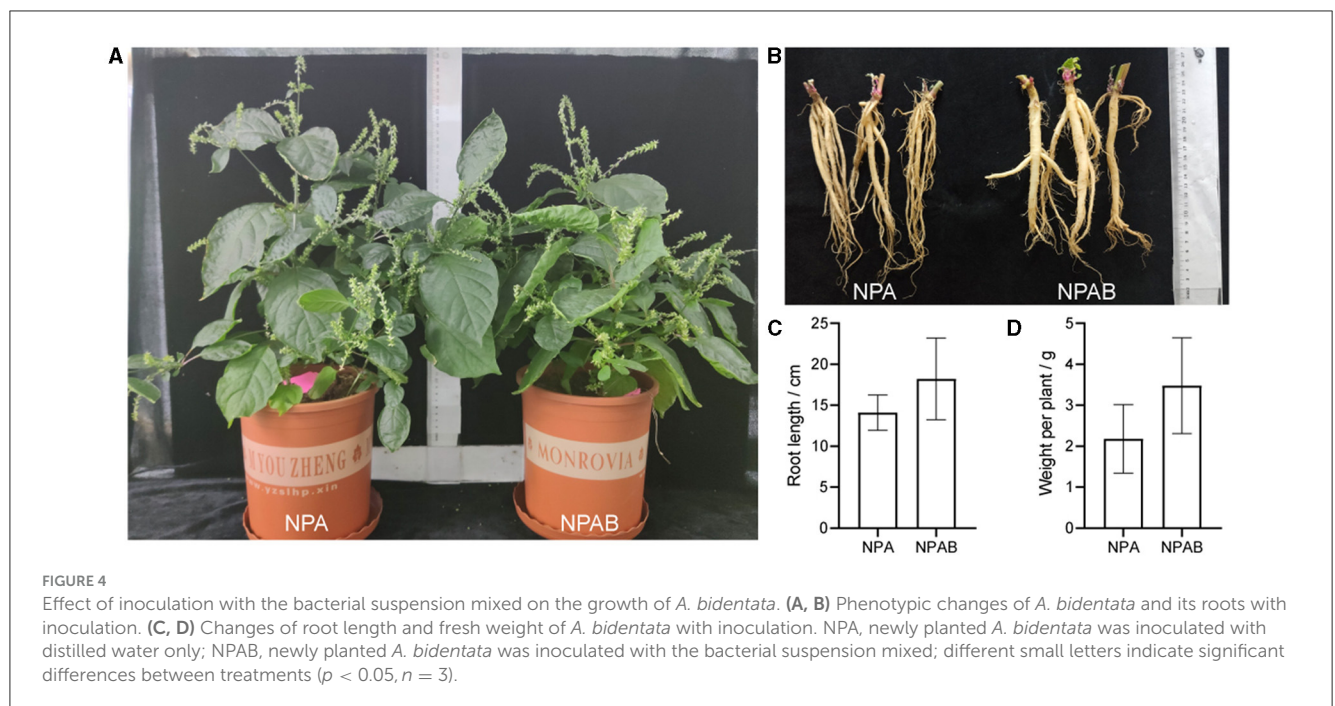 A
B
M YOU ZHENG
www.yzslhp.xin
MONROVIA
NPA
NPAB
NPA
NPAB
C
D
Root length / cm
25
20
15
10
5
0
NPA NPAB
Weight per plant / g
5
4
3
2
1
0
NPA NPAB
FIGURE 4
Effect of inoculation with the bacterial suspension mixed on the growth of A. bidentata. (A, B) Phenotypic changes of A. bidentata and its roots with
inoculation. (C, D) Changes of root length and fresh weight of A. bidentata with inoculation. NPA, newly planted A. bidentata was inoculated with
distilled water only; NPAB, newly planted A. bidentata was inoculated with the bacterial suspension mixed; different small letters indicate significant
differences between treatments (p < 0.05, n = 3).